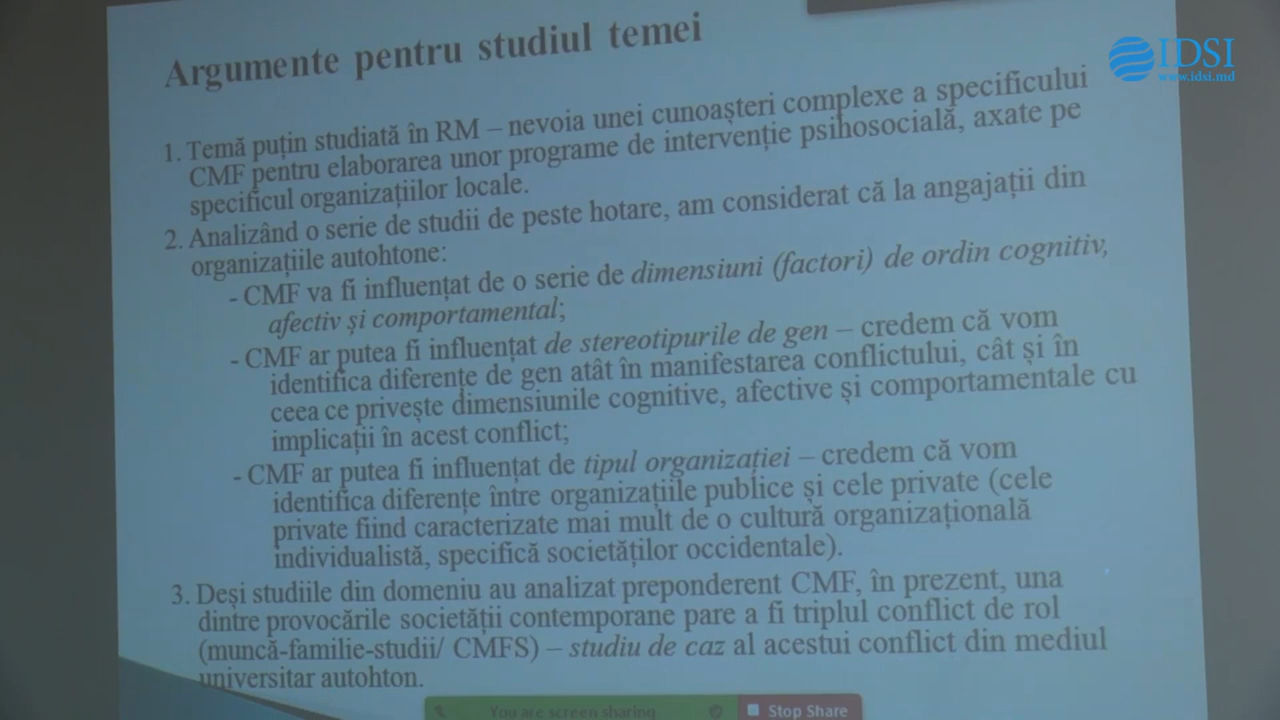 Argumente pentru studiul temei
IDSI
www.idsi.md
1. Temă puțin studiată în RM – nevoia unei cunoașteri complexe a specificului
CMF pentru elaborarea unor programe de intervenție psihosocială, axate pe
specificul organizațiilor locale.
2. Analizând o serie de studii de peste hotare, am considerat că la angajații din
organizațiile autohtone:
- CMF va fi influențat de o serie de dimensiuni (factori) de ordin cognitiv,
afectiv și comportamental;
- CMF ar putea fi influențat de stereotipurile de gen – credem că vom
identifica diferențe de gen atât în manifestarea conflictului, cât și în
ceea ce privește dimensiunile cognitive, afective și comportamentale cu
implicații în acest conflict;
- CMF ar putea fi influențat de tipul organizației – credem că vom
identifica diferențe între organizațiile publice și cele private (cele
private fiind caracterizate mai mult de o cultură organizațională
individualistă, specifică societăților occidentale).
3. Deși studiile din domeniu au analizat preponderent CMF, în prezent, una
dintre provocările societății contemporane pare a fi triplul conflict de rol
(muncă-familie-studii/ CMFS) – studiu de caz al acestui conflict din mediul
universitar autohton.
You are screen sharing
Stop Share